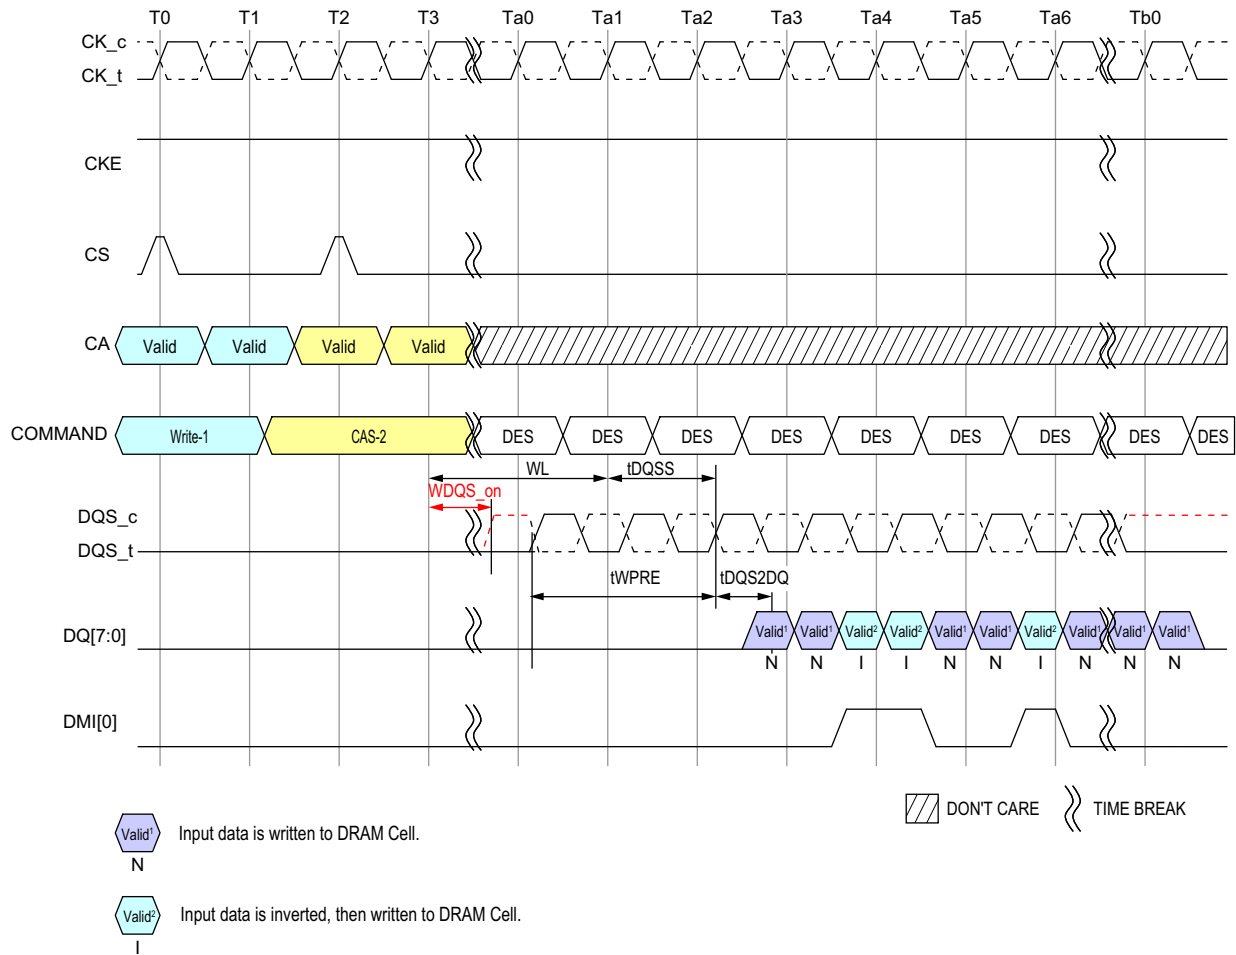 T0 T1 T2 T3 Ta0 Ta1 Ta2 Ta3 Ta4 Ta5 Ta6 Tb0
CK_c
CK_t
CKE
CS
CA Valid Valid Valid Valid
COMMAND Write-1 CAS-2 DES DES DES DES DES DES DES DES DES
WL tDQSS
WDQS_on
DQS_c
DQS_t
tWPRE tDQS2DQ
DQ[7:0] Valid¹ Valid¹ Valid² Valid² Valid¹ Valid¹ Valid² Valid¹ Valid¹ Valid¹
N N I I N N I N N N
DMI[0]
DON'T CARE TIME BREAK
Valid¹ Input data is written to DRAM Cell.
N
Valid² Input data is inverted, then written to DRAM Cell.
I